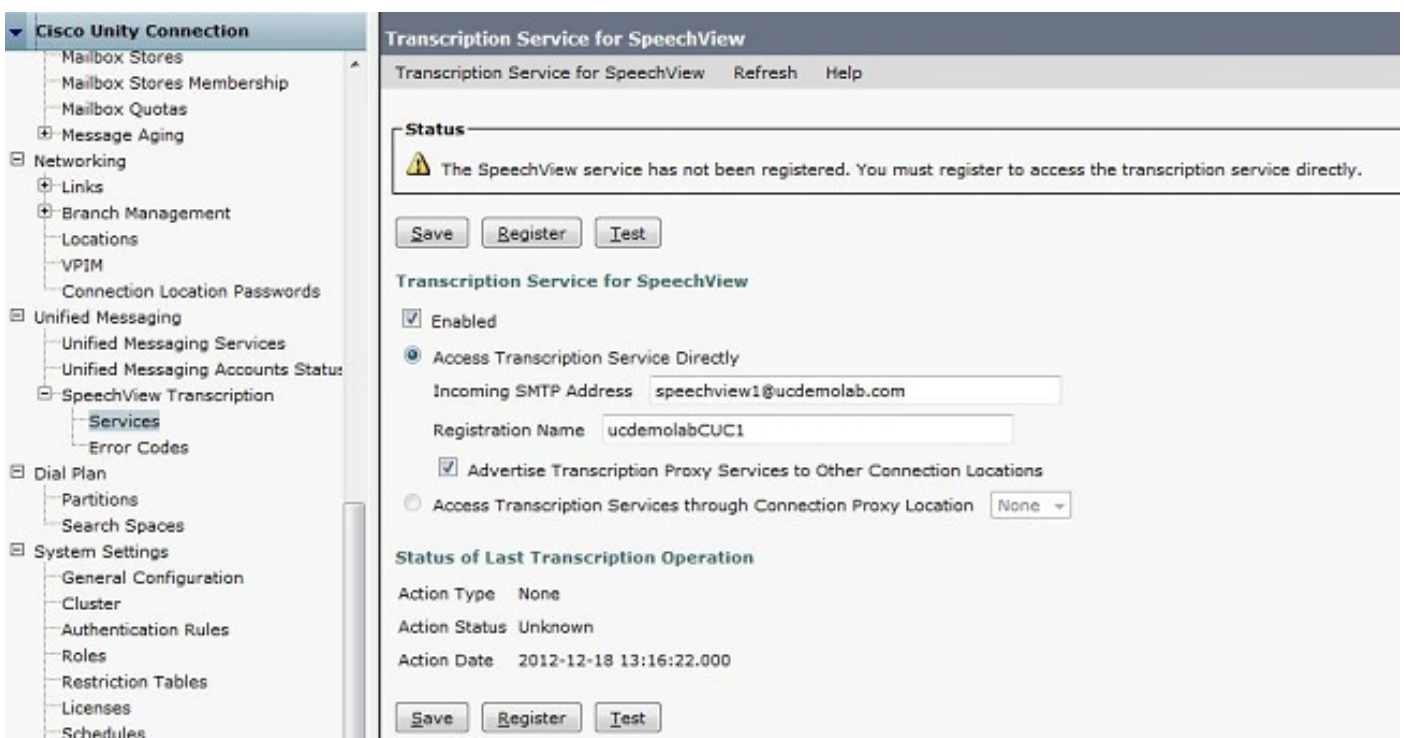 Cisco Unity Connection
Mailbox Stores
Mailbox Stores Membership
Mailbox Quotas
Message Aging
Networking
Links
Branch Management
Locations
VPIM
Connection Location Passwords
Unified Messaging
Unified Messaging Services
Unified Messaging Accounts Status
SpeechView Transcription
Services
Error Codes
Dial Plan
Partitions
Search Spaces
System Settings
General Configuration
Cluster
Authentication Rules
Roles
Restriction Tables
Licenses
Schedules
Transcription Service for SpeechView
Transcription Service for SpeechView Refresh Help
Status
The SpeechView service has not been registered. You must register to access the transcription service directly.
Save Register Test
Transcription Service for SpeechView
Enabled
Access Transcription Service Directly
Incoming SMTP Address speechview1@ucdemolab.com
Registration Name ucdemolabCUC1
Advertise Transcription Proxy Services to Other Connection Locations
Access Transcription Services through Connection Proxy Location None
Status of Last Transcription Operation
Action Type None
Action Status Unknown
Action Date 2012-12-18 13:16:22.000
Save Register Test